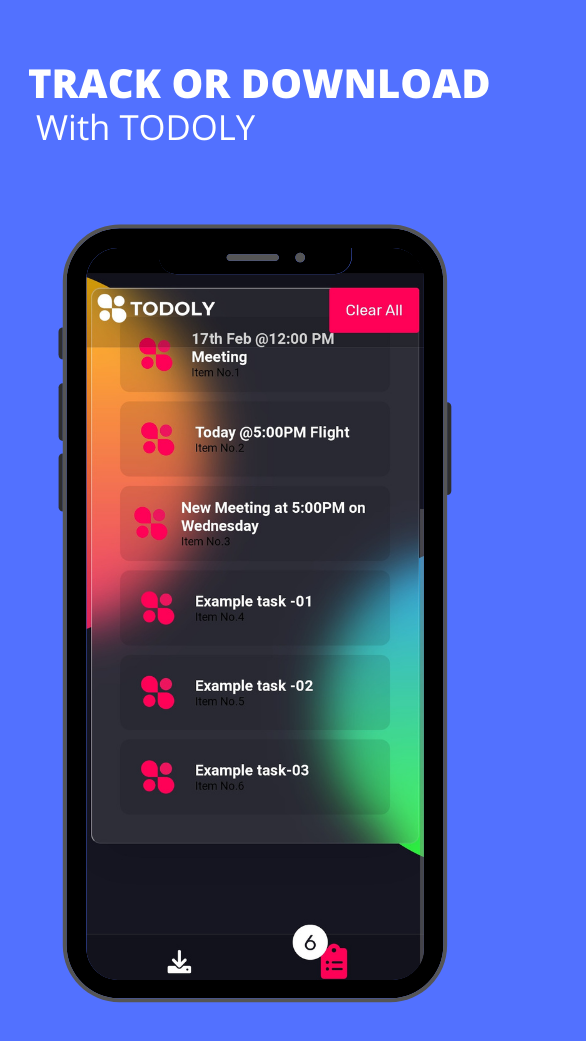 TRACK OR DOWNLOAD
With TODOLY
TODOLY
Clear All
17th Feb @12:00 PM
Meeting
Item No.1
Today @5:00PM Flight
Item No.2
New Meeting at 5:00PM on
Wednesday
Item No.3
Example task -01
Item No.4
Example task -02
Item No.5
Example task-03
Item No.6
6